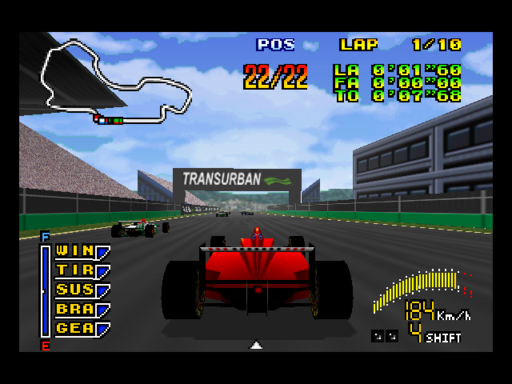 POS LAP 1/10
22/22
LA 0'01"60
FA 0'00"00
TO 0'07"68
TRANSURBAN
F
WIN
TIR
SUS
BRA
GEA
E
184 Km/h
4 SHIFT